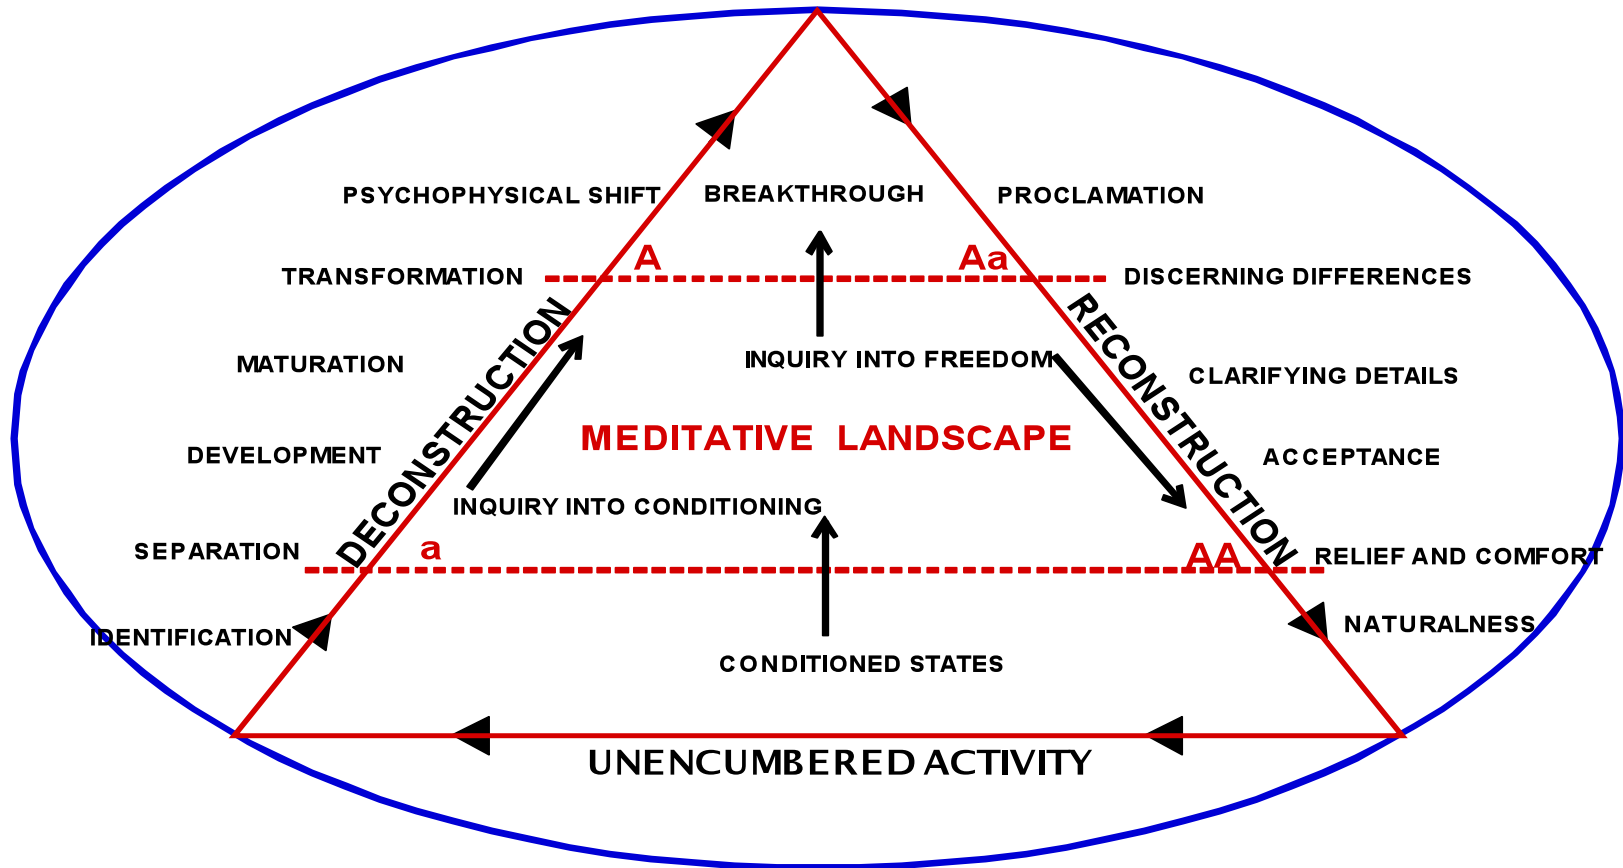 PSYCHOPHYSICAL SHIFT
BREAKTHROUGH
PROCLAMATION
A
Aa
TRANSFORMATION
DISCERNING DIFFERENCES
DECONSTRUCTION
RECONSTRUCTION
MATURATION
INQUIRY INTO FREEDOM
CLARIFYING DETAILS
MEDITATIVE LANDSCAPE
DEVELOPMENT
ACCEPTANCE
INQUIRY INTO CONDITIONING
SEPARATION
a
AA
RELIEF AND COMFORT
IDENTIFICATION
NATURALNESS
CONDITIONED STATES
UNENCUMBERED ACTIVITY